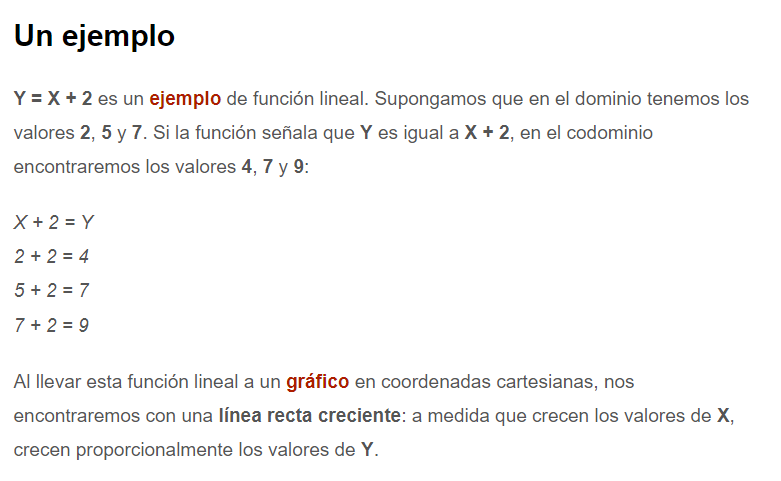 Un ejemplo
Y = X + 2 es un ejemplo de función lineal. Supongamos que en el dominio tenemos los
valores 2, 5 y 7. Si la función señala que Y es igual a X + 2, en el codominio
encontraremos los valores 4, 7 y 9:
X + 2 = Y
2 + 2 = 4
5 + 2 = 7
7 + 2 = 9
Al llevar esta función lineal a un gráfico en coordenadas cartesianas, nos
encontraremos con una línea recta creciente: a medida que crecen los valores de X,
crecen proporcionalmente los valores de Y.